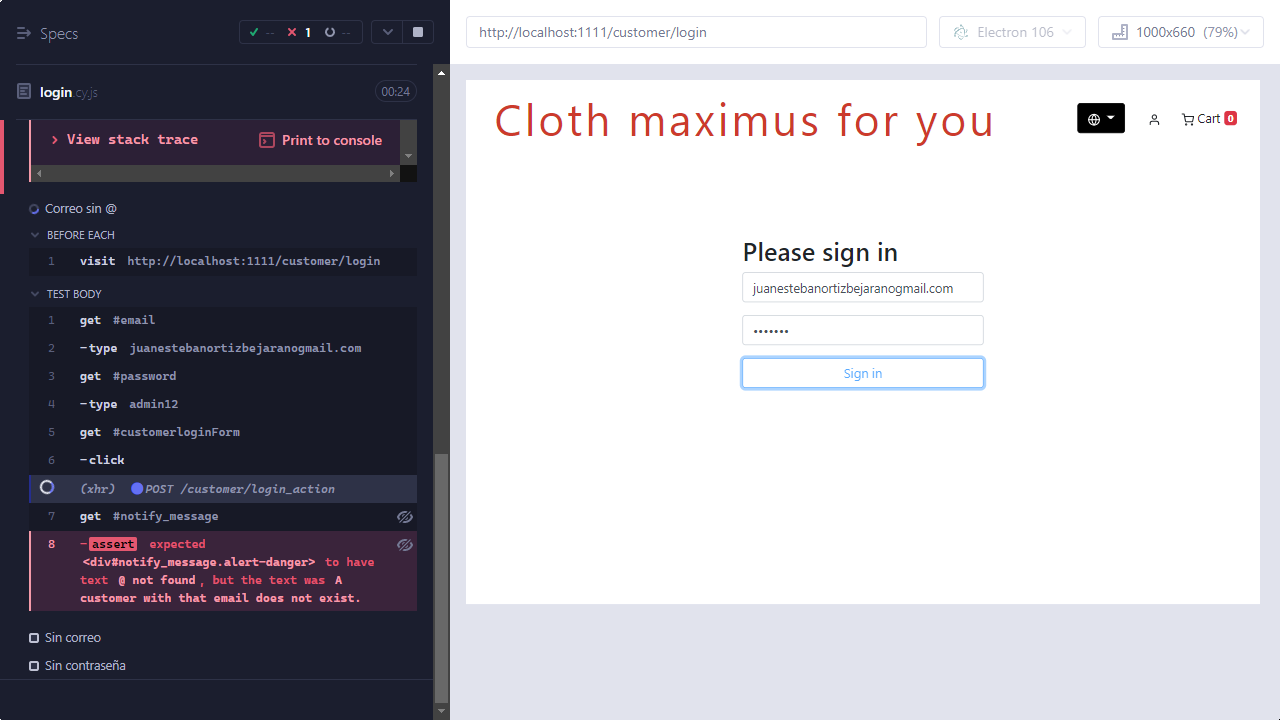 Specs
-- 1 --
login.cy.js
00:24
View stack trace
Print to console
Correo sin @
BEFORE EACH
1 visit http://localhost:1111/customer/login
TEST BODY
1 get #email
2 -type juanestebanortizbejaranogmail.com
3 get #password
4 -type admin12
5 get #customerloginForm
6 -click
(xhr) POST /customer/login_action
7 get #notify_message
8 -assert expected
<div#notify_message.alert-danger> to have
text @ not found, but the text was A
customer with that email does not exist.
Sin correo
Sin contraseña
http://localhost:1111/customer/login
Electron 106
1000x660 (79%)
Cloth maximus for you
Cart 0
Please sign in
juanestebanortizbejaranogmail.com
•••••••
Sign in